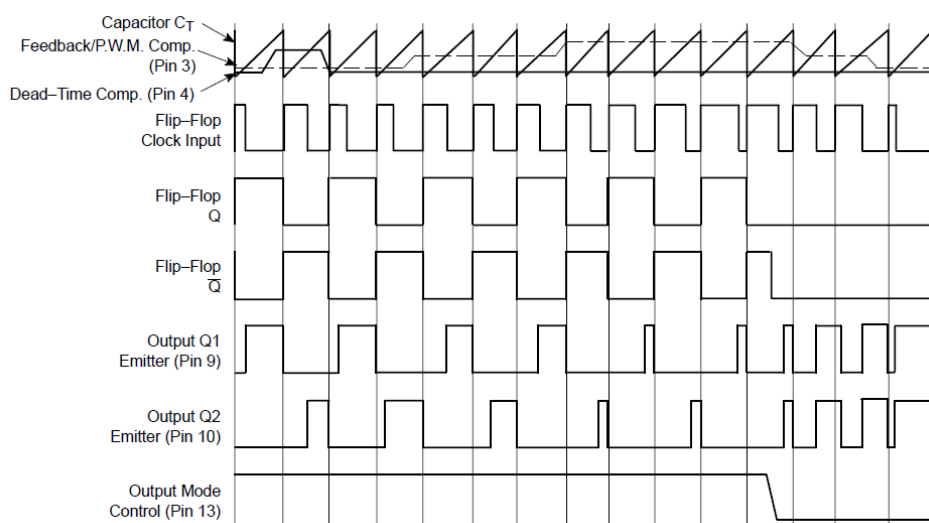 Capacitor CT
Feedback/P.W.M. Comp.
(Pin 3)
Dead–Time Comp. (Pin 4)
Flip–Flop
Clock Input
Flip–Flop
Q
Flip–Flop
Q̅
Output Q1
Emitter (Pin 9)
Output Q2
Emitter (Pin 10)
Output Mode
Control (Pin 13)